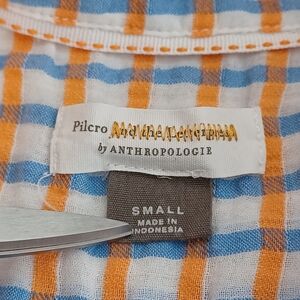 Pilcro And the Letterpress
by ANTHROPOLOGIE
SMALL
MADE IN
INDONESIA